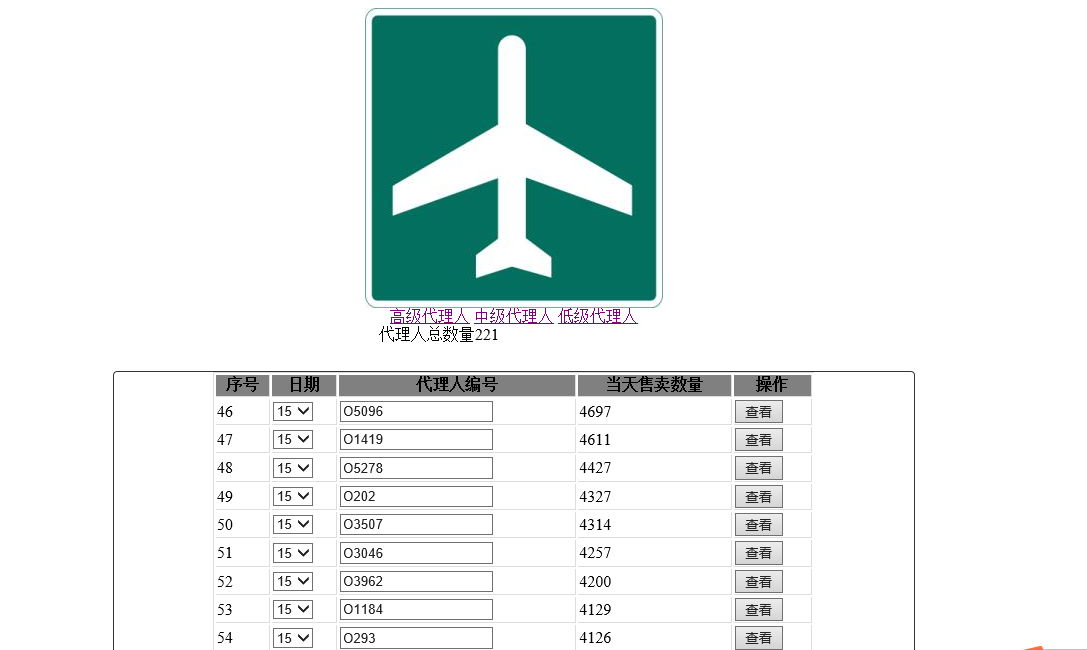 高级代理人 中级代理人 低级代理人
代理人总数量221
序号 日期 代理人编号 当天售卖数量 操作
46 15 O5096 4697 查看
47 15 O1419 4611 查看
48 15 O5278 4427 查看
49 15 O202 4327 查看
50 15 O3507 4314 查看
51 15 O3046 4257 查看
52 15 O3962 4200 查看
53 15 O1184 4129 查看
54 15 O293 4126 查看